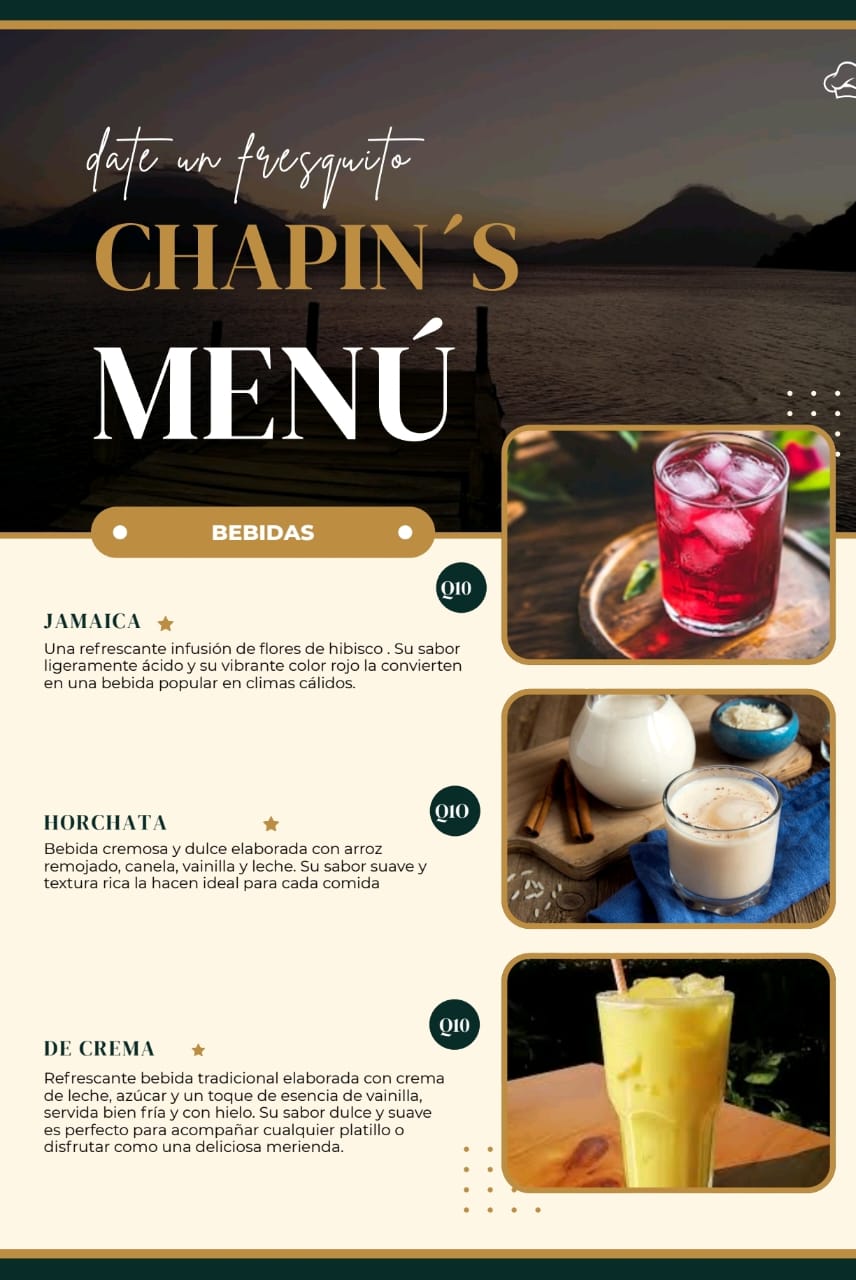 date un fresquito
CHAPIN´S
MENÚ
BEBIDAS
Q10
JAMAICA
Una refrescante infusión de flores de hibisco . Su sabor
ligeramente ácido y su vibrante color rojo la convierten
en una bebida popular en climas cálidos.
Q10
HORCHATA
Bebida cremosa y dulce elaborada con arroz
remojado, canela, vainilla y leche. Su sabor suave y
textura rica la hacen ideal para cada comida
Q10
DE CREMA
Refrescante bebida tradicional elaborada con crema
de leche, azúcar y un toque de esencia de vainilla,
servida bien fría y con hielo. Su sabor dulce y suave
es perfecto para acompañar cualquier platillo o
disfrutar como una deliciosa merienda.